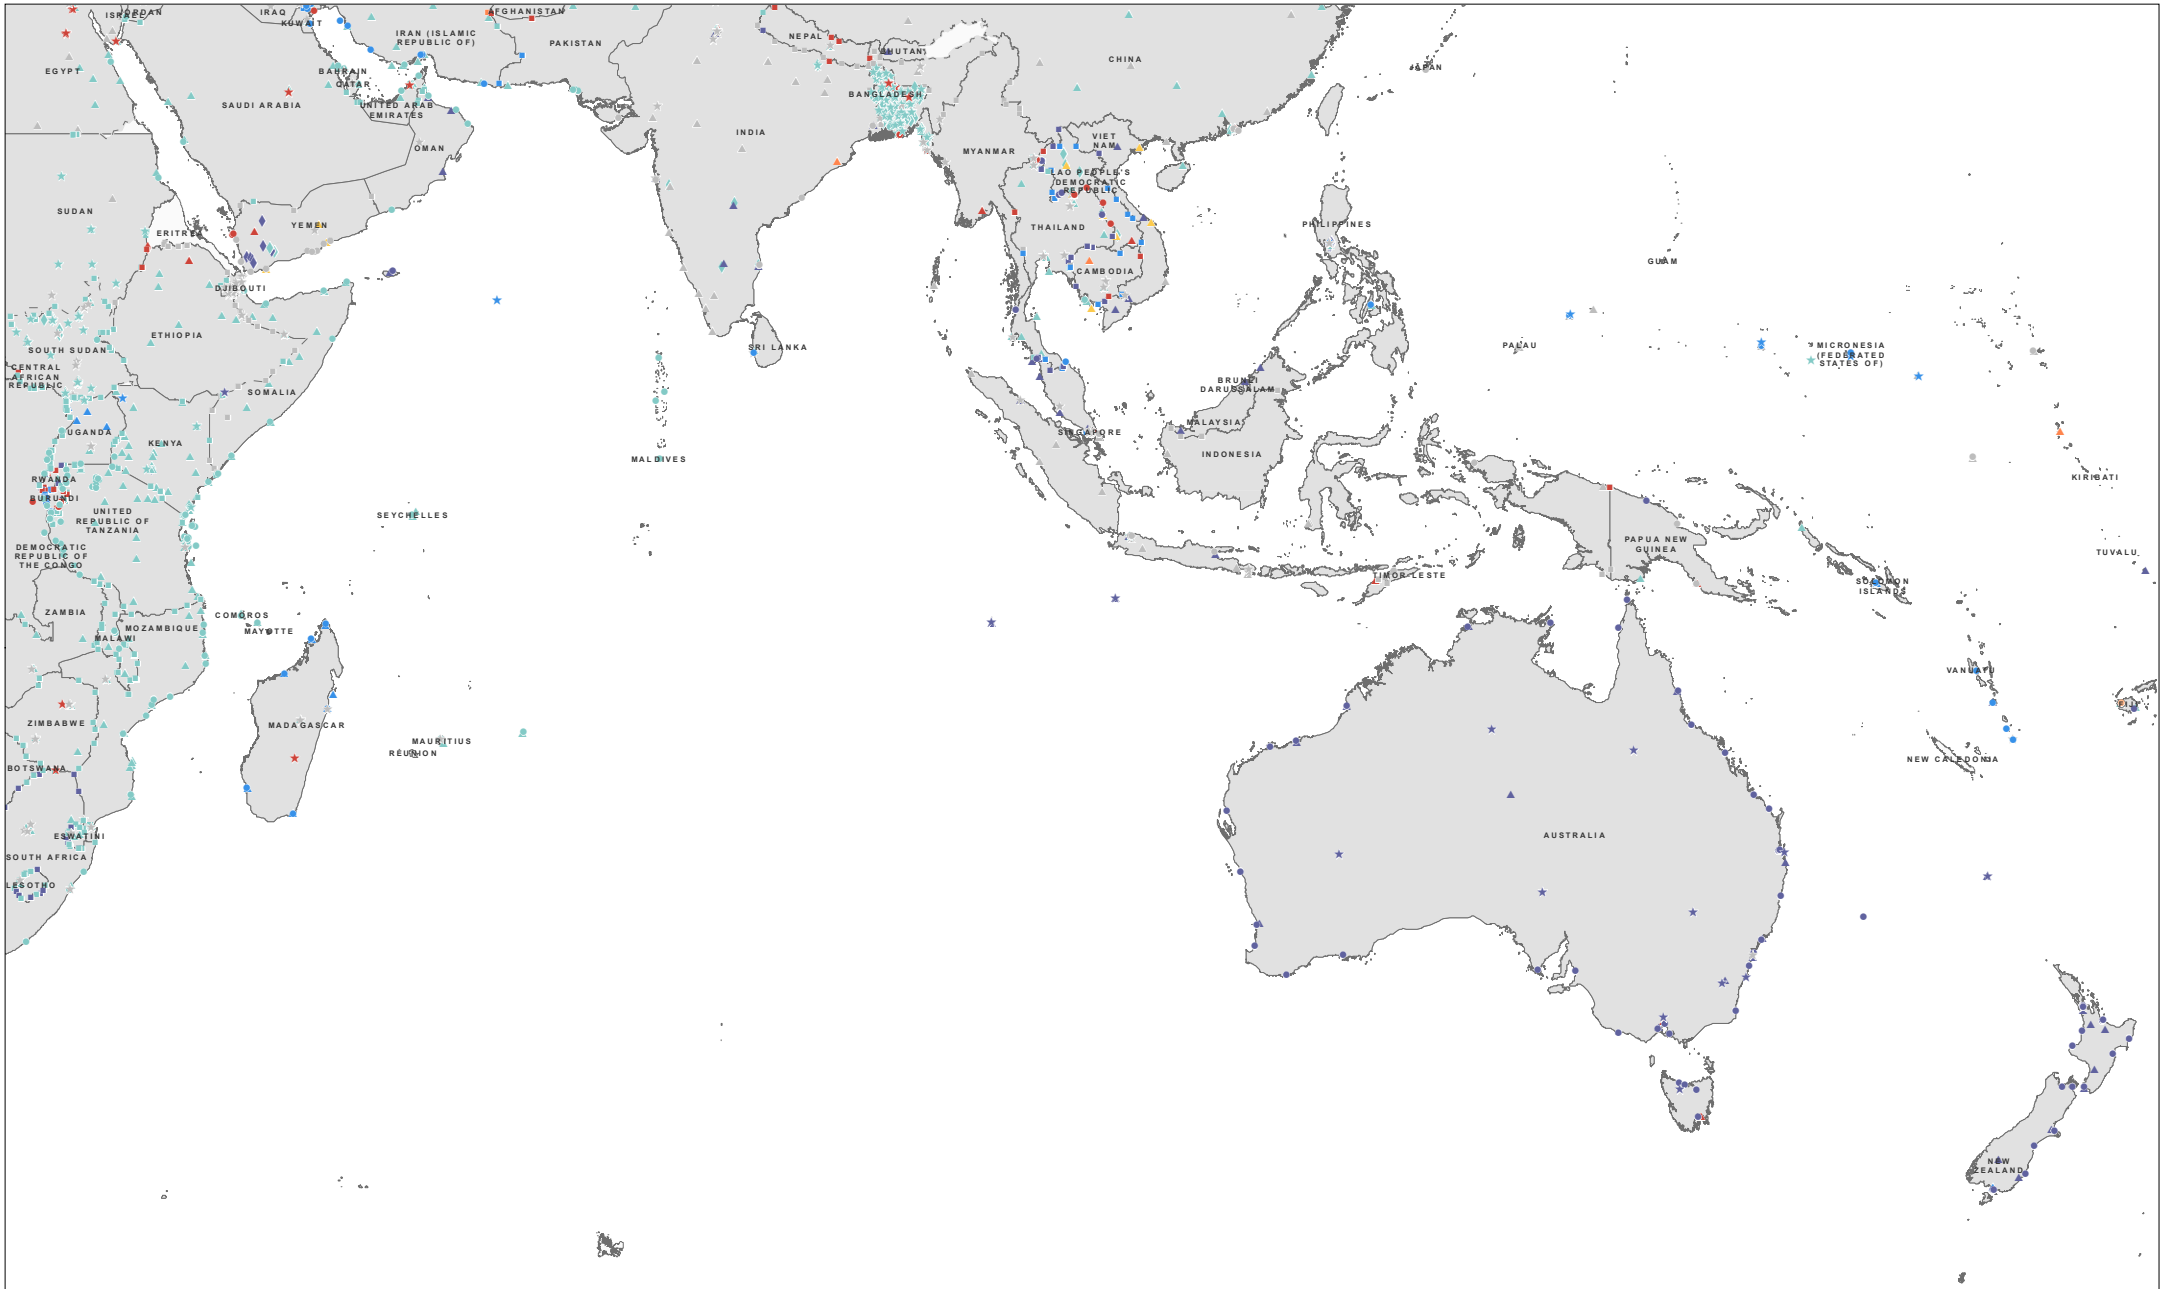 ISRAEL
JORDAN
IRAQ
KUWAIT
IRAN (ISLAMIC
REPUBLIC OF)
AFGHANISTAN
PAKISTAN
NEPAL
BHUTAN
CHINA
JAPAN
EGYPT
BAHRAIN
QATAR
SAUDI ARABIA
UNITED ARAB
EMIRATES
BANGLADESH
INDIA
OMAN
MYANMAR
VIET
NAM
LAO PEOPLE'S
DEMOCRATIC
REPUBLIC
SUDAN
ERITREA
YEMEN
THAILAND
PHILIPPINES
GUAM
DJIBOUTI
CAMBODIA
ETHIOPIA
SOUTH SUDAN
SRI LANKA
PALAU
MICRONESIA
(FEDERATED
STATES OF)
CENTRAL
AFRICAN
REPUBLIC
SOMALIA
BRUNEI
DARUSSALAM
UGANDA
KENYA
SINGAPORE
MALAYSIA
MALDIVES
INDONESIA
RWANDA
BURUNDI
KIRIBATI
UNITED
REPUBLIC OF
TANZANIA
SEYCHELLES
DEMOCRATIC
REPUBLIC OF
THE CONGO
PAPUA NEW
GUINEA
TUVALU
TIMOR-LESTE
SOLOMON
ISLANDS
ZAMBIA
COMOROS
MAYOTTE
MALAWI
MOZAMBIQUE
VANUATU
FIJI
ZIMBABWE
MADAGASCAR
MAURITIUS
RÉUNION
NEW CALEDONIA
BOTSWANA
ESWATINI
AUSTRALIA
SOUTH AFRICA
LESOTHO
NEW
ZEALAND